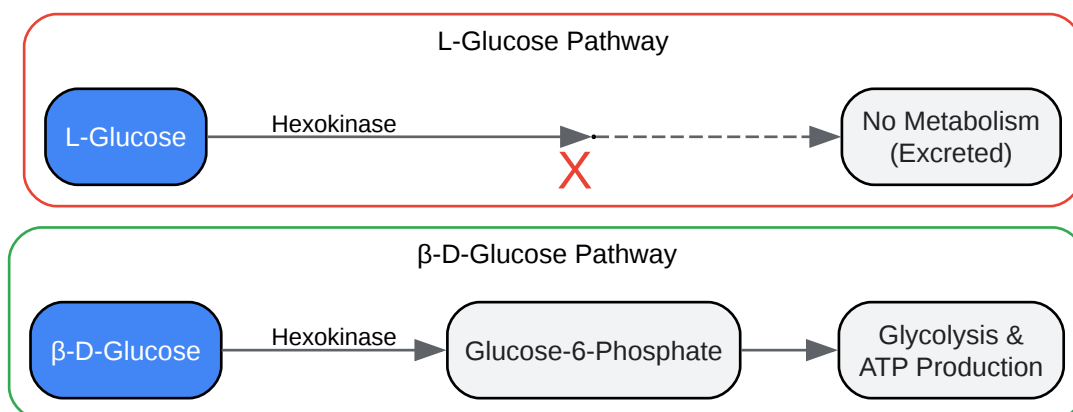 L-Glucose Pathway
L-Glucose
Hexokinase
X
No Metabolism
(Excreted)
β-D-Glucose Pathway
β-D-Glucose
Hexokinase
Glucose-6-Phosphate
Glycolysis &
ATP Production